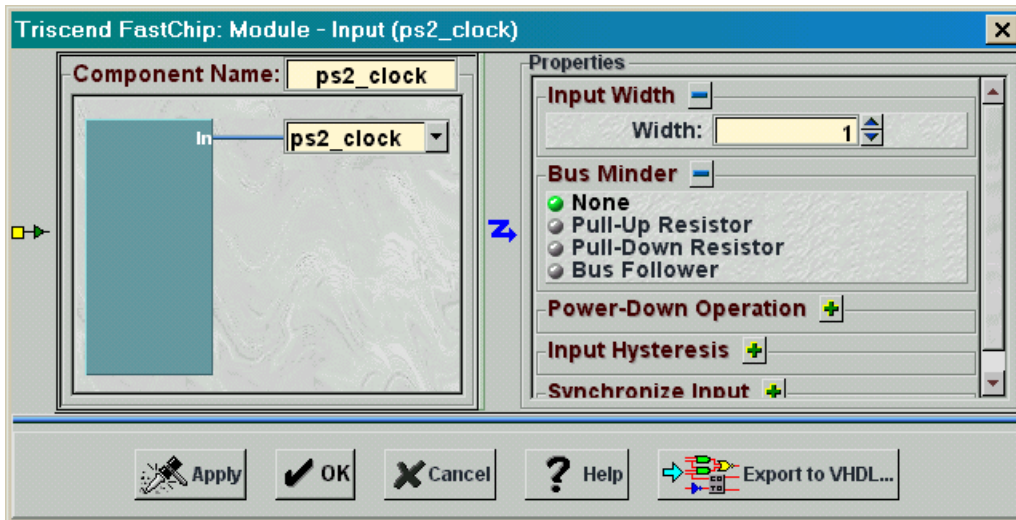 Triscend FastChip: Module - Input (ps2_clock)
Component Name: ps2_clock
In ps2_clock
Properties
Input Width
Width: 1
Bus Minder
None
Pull-Up Resistor
Pull-Down Resistor
Bus Follower
Power-Down Operation
Input Hysteresis
Synchronize Input
Apply OK Cancel Help Export to VHDL...